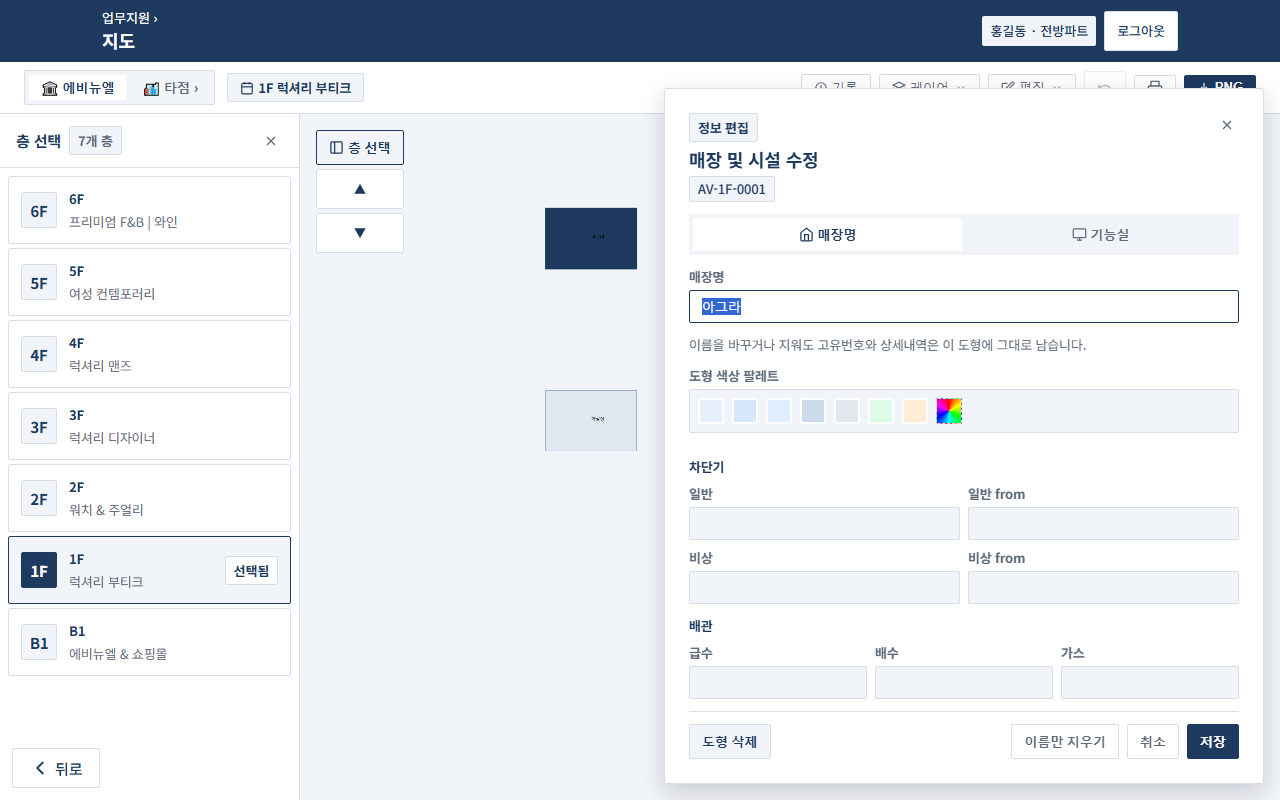 업무지원 ›
지도
홍길동 · 전방파트
로그아웃
에비뉴엘
타점 ›
1F 럭셔리 부티크
기록
레이어
편집
PNG
층 선택
7개 층
6F
6F
프리미엄 F&B | 와인
5F
5F
여성 컨템포러리
4F
4F
럭셔리 맨즈
3F
3F
럭셔리 디자이너
2F
2F
워치 & 주얼리
1F
1F
럭셔리 부티크
선택됨
B1
B1
에비뉴엘 & 쇼핑몰
뒤로
층 선택
▲
▼
정보 편집
매장 및 시설 수정
AV-1F-0001
매장명
기능실
매장명
아그라
이름을 바꾸거나 지워도 고유번호와 상세내역은 이 도형에 그대로 남습니다.
도형 색상 팔레트
차단기
일반
일반 from
비상
비상 from
배관
급수
배수
가스
도형 삭제
이름만 지우기
취소
저장